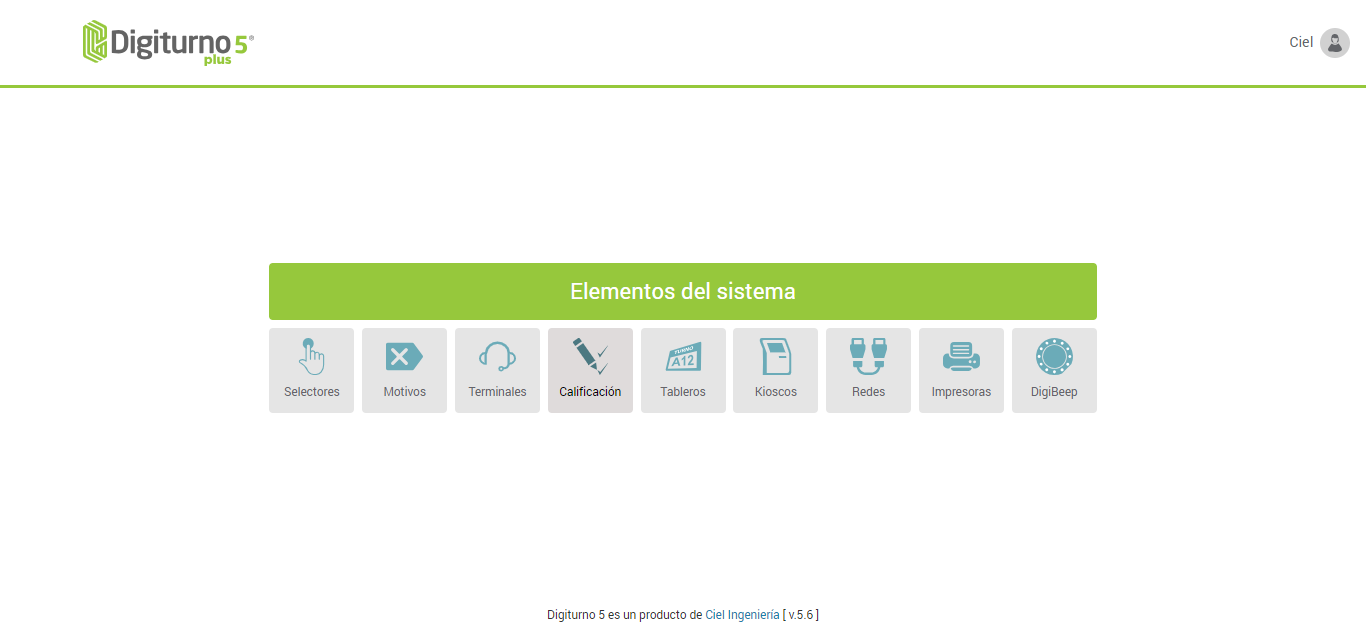 Digiturno 5®
plus
Ciel
Elementos del sistema
TURNO
A12
Selectores Motivos Terminales Calificación Tableros Kioscos Redes Impresoras DigiBeep
Digiturno 5 es un producto de Ciel Ingeniería [ v.5.6 ]